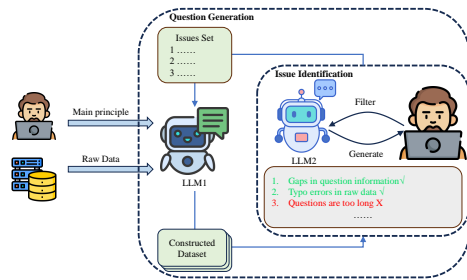 Question Generation
Issues Set
1 ......
2 ......
3 ......
Main principle
Raw Data
LLM1
Constructed
Dataset
Issue Identification
Filter
Generate
LLM2
1. Gaps in question information√
2. Typo errors in raw data √
3. Questions are too long X
......